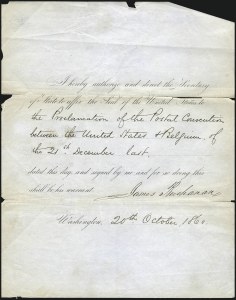 I hereby authorize and direct the Secretary
of State to affix the Seal of the United States to
the Proclamation of the Postal Convention
between the United States & Belgium, of
the 21st December last.
dated this day, and signed by me and for so doing this
shall be his warrant.
James Buchanan
Washington, 20th October 1860.